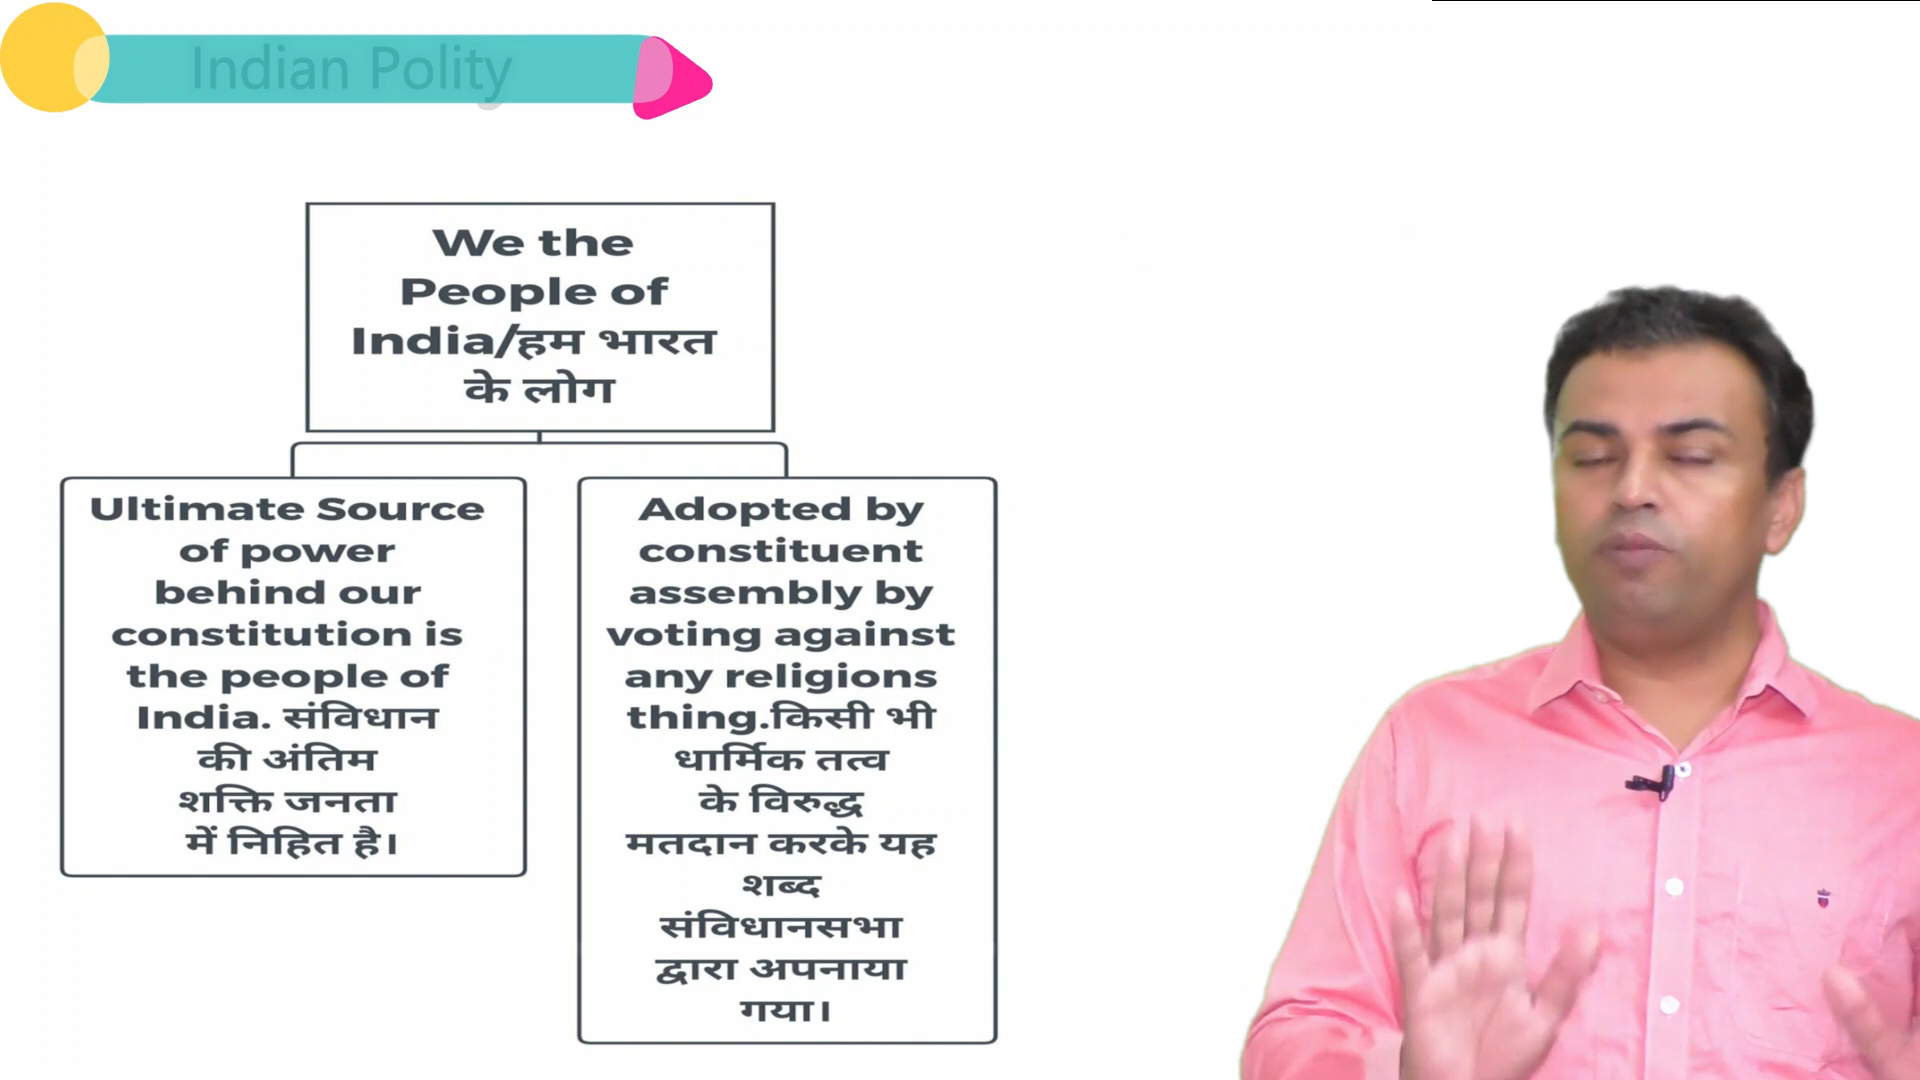 Indian Polity
We the
People of
India/हम भारत
के लोग
Ultimate Source
of power
behind our
constitution is
the people of
India. संविधान
की अंतिम
शक्ति जनता
में निहित है।
Adopted by
constituent
assembly by
voting against
any religions
thing.किसी भी
धार्मिक तत्व
के विरुद्ध
मतदान करके यह
शब्द
संविधानसभा
द्वारा अपनाया
गया।